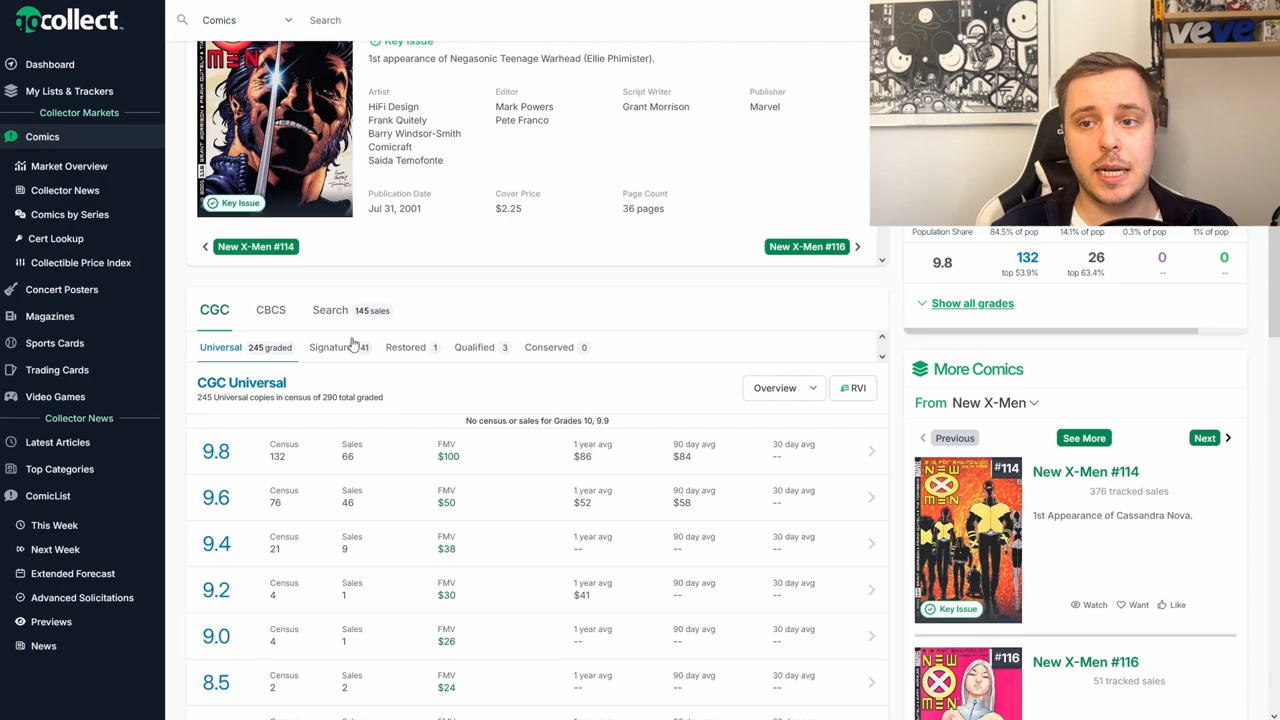 gocollect
Comics
Search
Dashboard
My Lists & Trackers
Collector Markets
Comics
Market Overview
Collector News
Comics by Series
Cert Lookup
Collectible Price Index
Concert Posters
Magazines
Sports Cards
Trading Cards
Video Games
Collector News
Latest Articles
Top Categories
ComicList
This Week
Next Week
Extended Forecast
Advanced Solicitations
Previews
News
MEN
Key Issue
Key Issue
1st appearance of Negasonic Teenage Warhead (Ellie Phimister).
Artist
HiFi Design
Frank Quitely
Barry Windsor-Smith
Comicraft
Saida Temofonte
Editor
Mark Powers
Pete Franco
Script Writer
Grant Morrison
Publisher
Marvel
Publication Date
Jul 31, 2001
Cover Price
$2.25
Page Count
36 pages
New X-Men #114
New X-Men #116
CGC
CBCS
Search 145 sales
Universal 245 graded
Signature 41
Restored 1
Qualified 3
Conserved 0
CGC Universal
245 Universal copies in census of 290 total graded
Overview
RVI
No census or sales for Grades 10, 9.9
9.8 Census 132 Sales 66 FMV $100 1 year avg $86 90 day avg $84 30 day avg --
9.6 Census 76 Sales 46 FMV $50 1 year avg $52 90 day avg $58 30 day avg --
9.4 Census 21 Sales 9 FMV $38 1 year avg -- 90 day avg -- 30 day avg --
9.2 Census 4 Sales 1 FMV $30 1 year avg $41 90 day avg -- 30 day avg --
9.0 Census 4 Sales 1 FMV $26 1 year avg -- 90 day avg -- 30 day avg --
8.5 Census 2 Sales 2 FMV $24 1 year avg -- 90 day avg -- 30 day avg --
veve
Population Share 84.5% of pop 14.1% of pop 0.3% of pop 1% of pop
9.8 132 26 0 0
top 53.9% top 63.4% -- --
Show all grades
More Comics
From New X-Men
Previous
See More
Next
NEW
MEN
#114
Key Issue
New X-Men #114
376 tracked sales
1st Appearance of Cassandra Nova.
Watch
Want
Like
NEW
#116
New X-Men #116
51 tracked sales